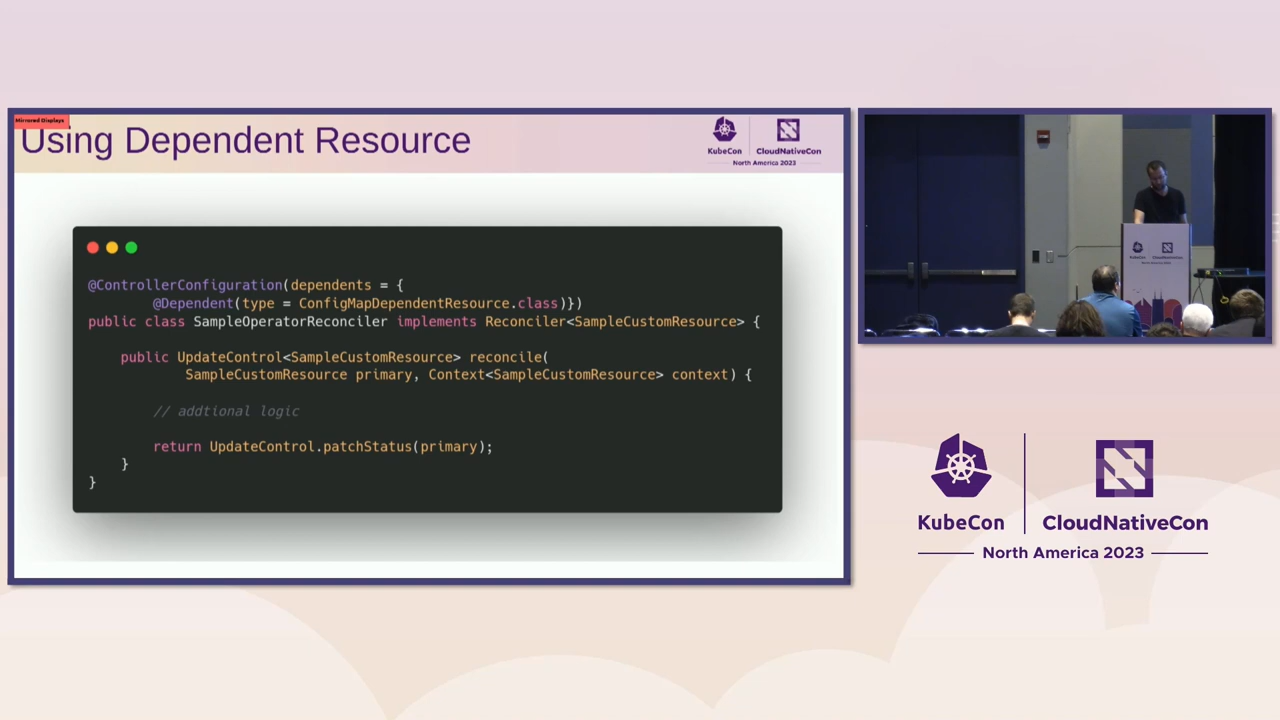 Mirrored Displays
Using Dependent Resource
KubeCon
CloudNativeCon
North America 2023
@ControllerConfiguration(dependents = {
        @Dependent(type = ConfigMapDependentResource.class)})
public class SampleOperatorReconciler implements Reconciler<SampleCustomResource> {
    public UpdateControl<SampleCustomResource> reconcile(
            SampleCustomResource primary, Context<SampleCustomResource> context) {
        // addtional logic
        return UpdateControl.patchStatus(primary);
    }
}
KubeCon
CloudNativeCon
North America 2023